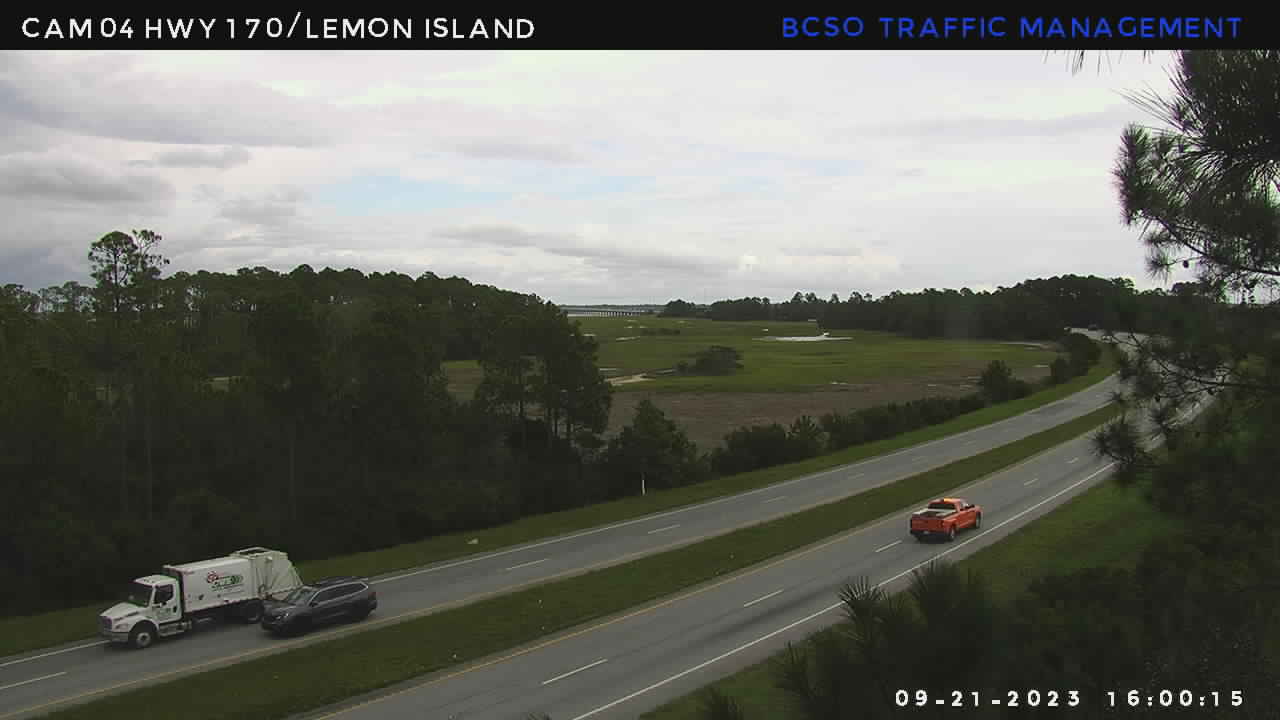 CAM04 HWY 170/LEMON ISLAND
BCSO TRAFFIC MANAGEMENT
09-21-2023 16:00:15